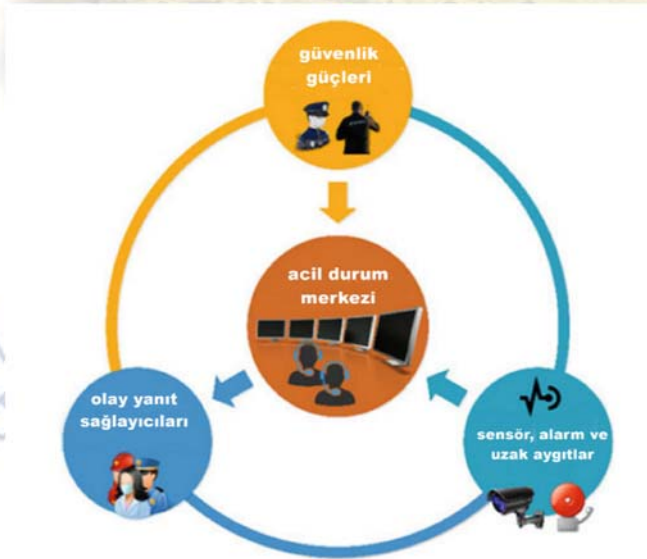 güvenlik
güçleri
acil durum
merkezi
olay yanıt
sağlayıcıları
sensör, alarm ve
uzak aygıtlar